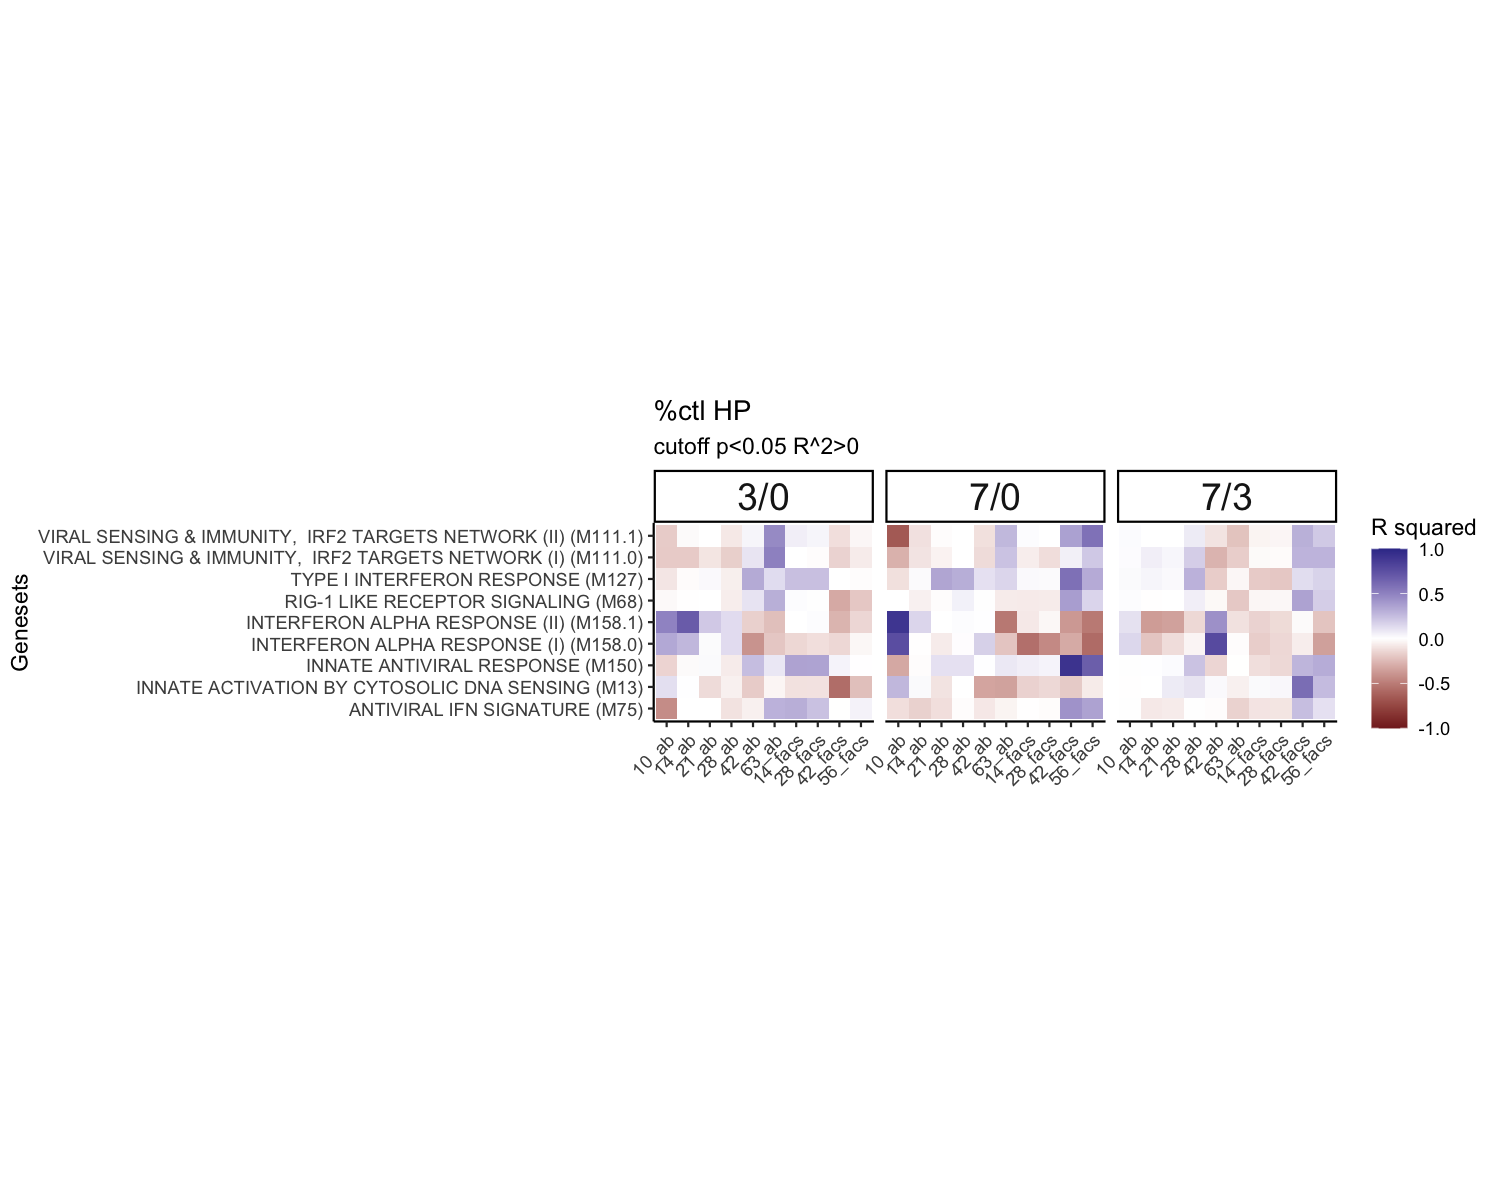 %ctl HP
cutoff p<0.05 R^2>0
3/0 7/0 7/3
Genesets
VIRAL SENSING & IMMUNITY,  IRF2 TARGETS NETWORK (II) (M111.1)
VIRAL SENSING & IMMUNITY,  IRF2 TARGETS NETWORK (I) (M111.0)
TYPE I INTERFERON RESPONSE (M127)
RIG-1 LIKE RECEPTOR SIGNALING (M68)
INTERFERON ALPHA RESPONSE (II) (M158.1)
INTERFERON ALPHA RESPONSE (I) (M158.0)
INNATE ANTIVIRAL RESPONSE (M150)
INNATE ACTIVATION BY CYTOSOLIC DNA SENSING (M13)
ANTIVIRAL IFN SIGNATURE (M75)
10_ab 14_ab 21_ab 28_ab 42_ab 63_ab 14_facs 28_facs 42_facs 56_facs
10_ab 14_ab 21_ab 28_ab 42_ab 63_ab 14_facs 28_facs 42_facs 56_facs
10_ab 14_ab 21_ab 28_ab 42_ab 63_ab 14_facs 28_facs 42_facs 56_facs
R squared
1.0
0.5
0.0
-0.5
-1.0